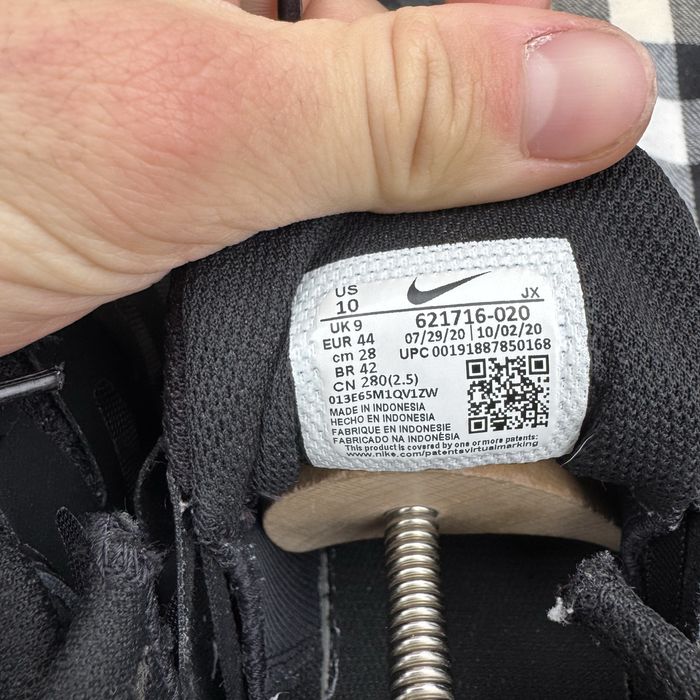 US
10
JX
UK 9
621716-020
EUR 44
07/29/20 | 10/02/20
cm 28
UPC 00191887850168
BR 42
CN 280(2.5)
013E65M1QV1ZW
MADE IN INDONESIA
HECHO EN INDONESIA
FABRIQUE EN INDONESIE
FABRICADO NA INDONÉSIA
This product is covered by one or more patents:
www.nike.com/patentsvirtualmarking